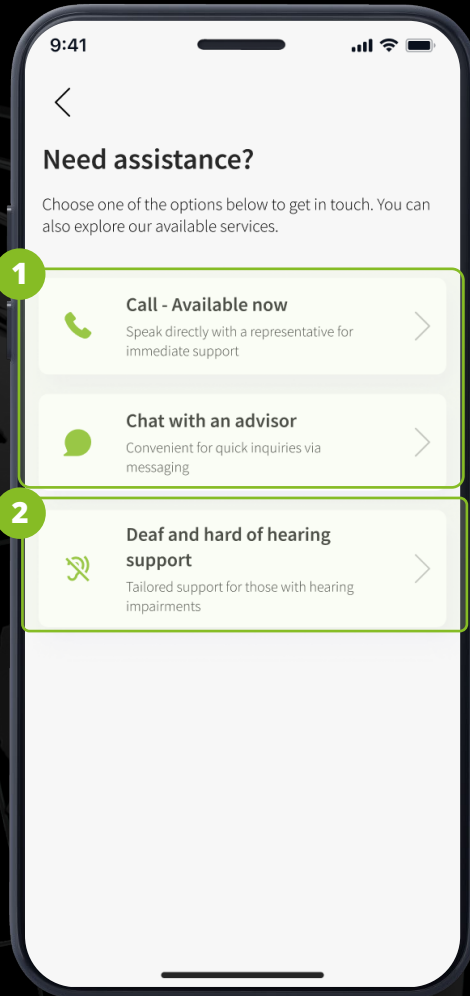 9:41
Need assistance?
Choose one of the options below to get in touch. You can
also explore our available services.
1
Call - Available now
Speak directly with a representative for
immediate support
Chat with an advisor
Convenient for quick inquiries via
messaging
2
Deaf and hard of hearing
support
Tailored support for those with hearing
impairments